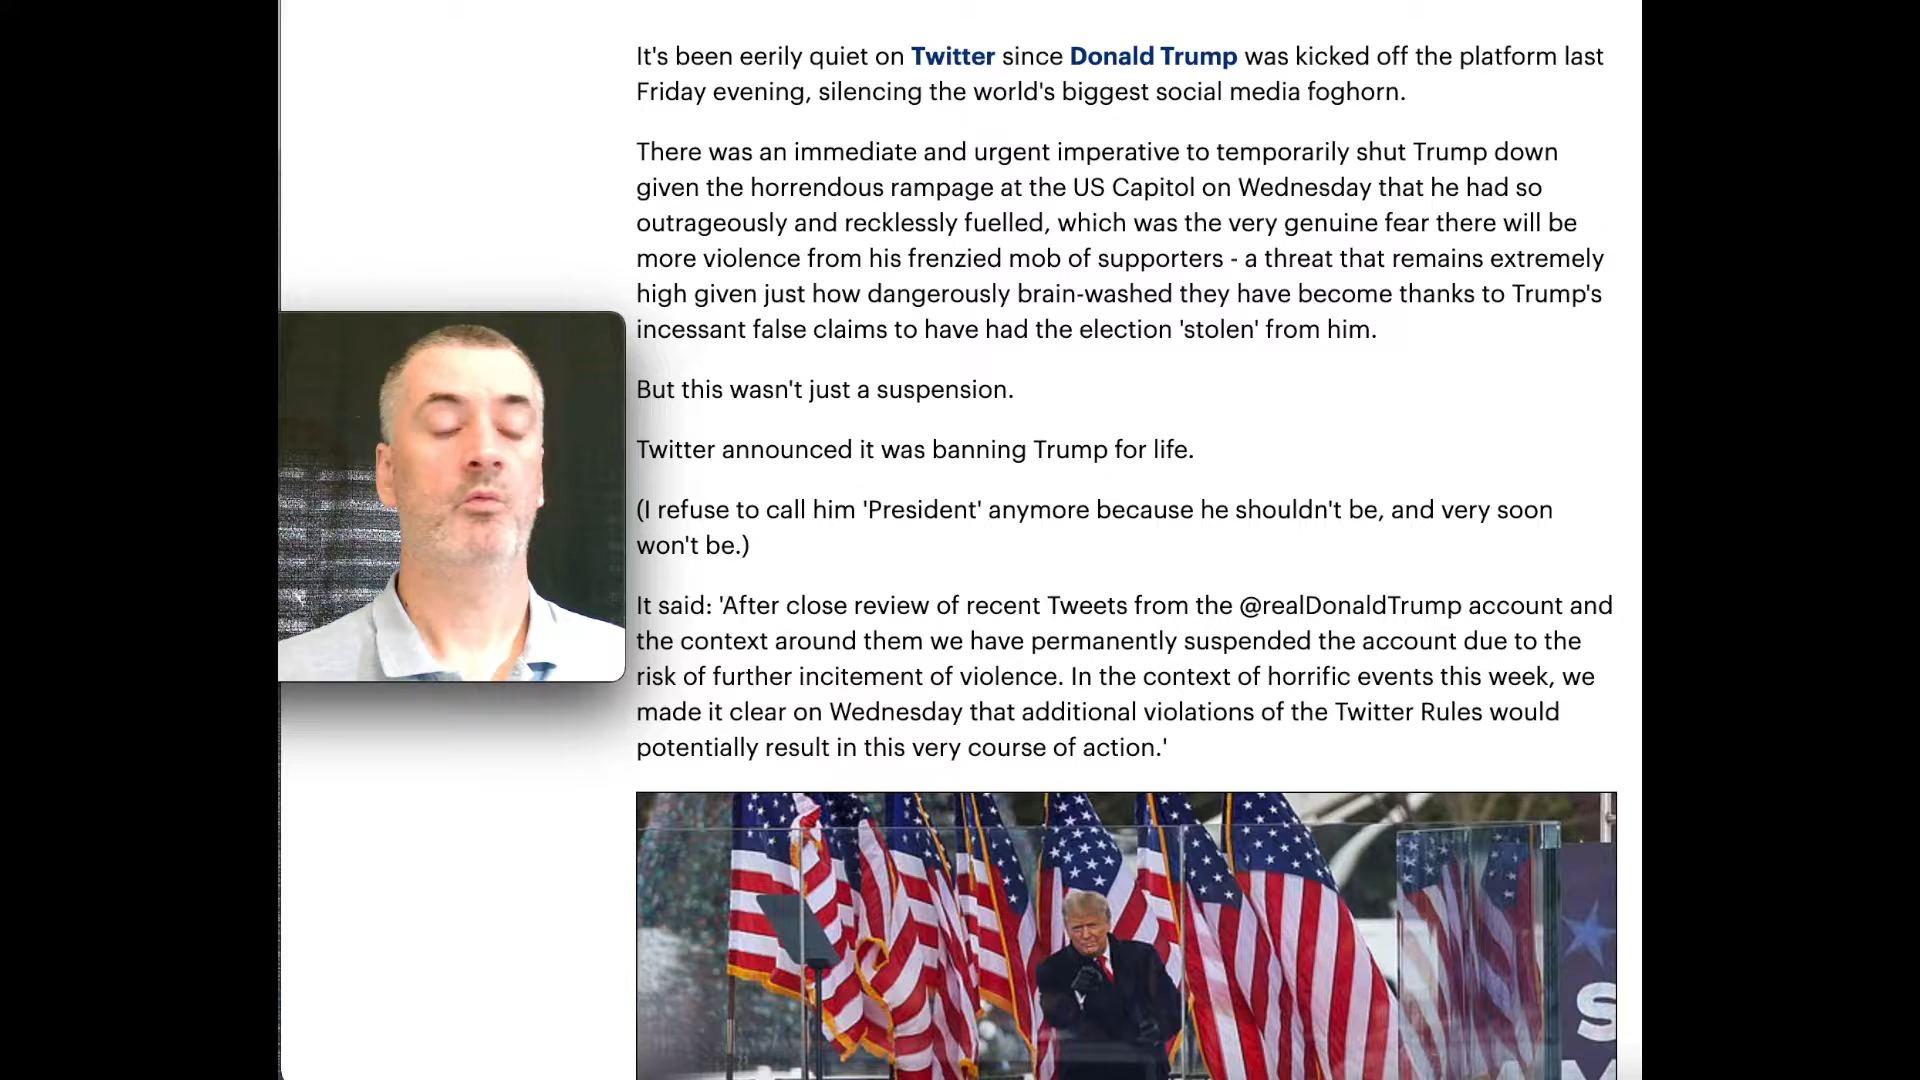 It's been eerily quiet on Twitter since Donald Trump was kicked off the platform last
Friday evening, silencing the world's biggest social media foghorn.
There was an immediate and urgent imperative to temporarily shut Trump down
given the horrendous rampage at the US Capitol on Wednesday that he had so
outrageously and recklessly fuelled, which was the very genuine fear there will be
more violence from his frenzied mob of supporters - a threat that remains extremely
high given just how dangerously brain-washed they have become thanks to Trump's
incessant false claims to have had the election 'stolen' from him.
But this wasn't just a suspension.
Twitter announced it was banning Trump for life.
(I refuse to call him 'President' anymore because he shouldn't be, and very soon
won't be.)
It said: 'After close review of recent Tweets from the @realDonaldTrump account and
the context around them we have permanently suspended the account due to the
risk of further incitement of violence. In the context of horrific events this week, we
made it clear on Wednesday that additional violations of the Twitter Rules would
potentially result in this very course of action.'
S